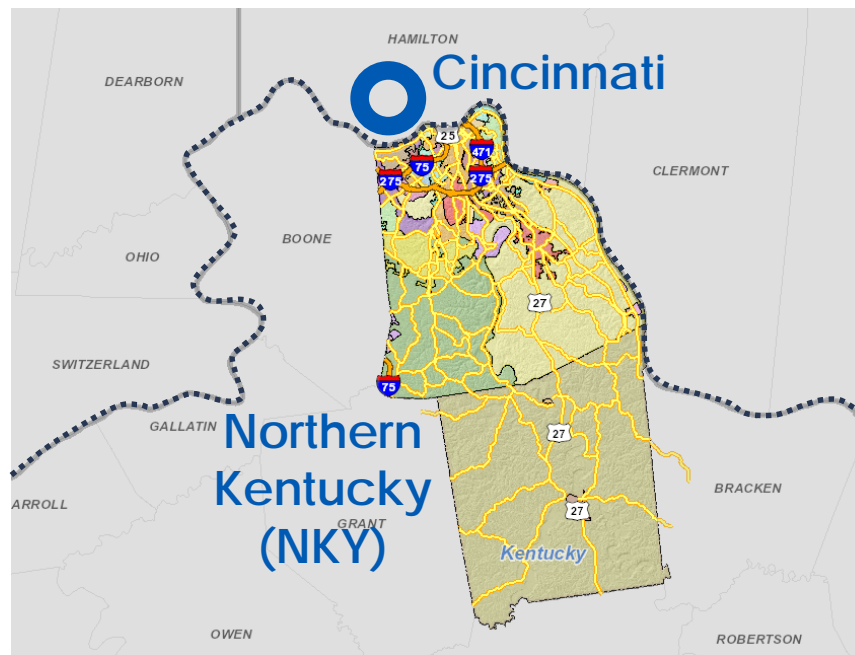 HAMILTON
DEARBORN
Cincinnati
25
471
75
275
275
CLERMONT
BOONE
OHIO
27
SWITZERLAND
75
GALLATIN
Northern
Kentucky
(NKY)
27
ARROLL
BRACKEN
27
GRANT
Kentucky
OWEN
ROBERTSON